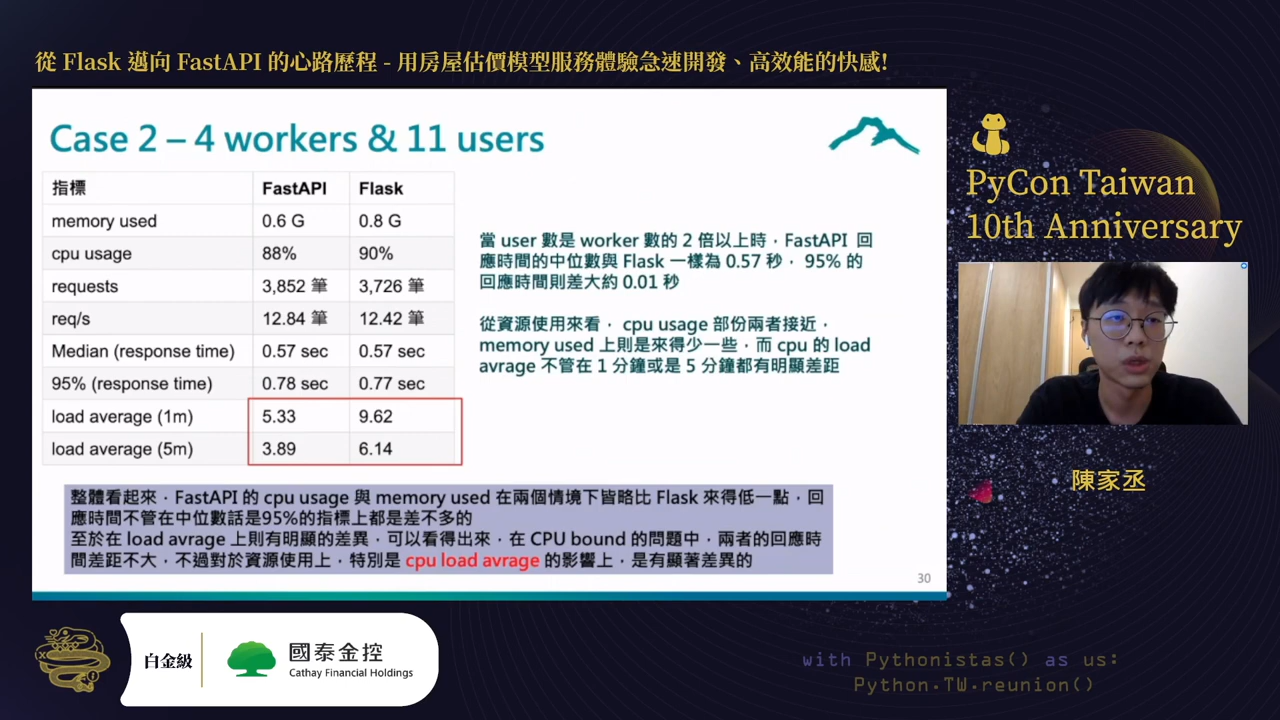 從 Flask 邁向 FastAPI 的心路歷程 - 用房屋估價模型服務體驗急速開發、高效能的快感!
Case 2 – 4 workers & 11 users
指標 FastAPI Flask
memory used 0.6 G 0.8 G
cpu usage 88% 90%
requests 3,852 筆 3,726 筆
req/s 12.84 筆 12.42 筆
Median (response time) 0.57 sec 0.57 sec
95% (response time) 0.78 sec 0.77 sec
load average (1m) 5.33 9.62
load average (5m) 3.89 6.14
當 user 數是 worker 數的 2 倍以上時，FastAPI 回
應時間的中位數與 Flask 一樣為 0.57 秒， 95% 的
回應時間則差大約 0.01 秒
從資源使用來看， cpu usage 部份兩者接近，
memory used 上則是來得少一些，而 cpu 的 load
avrage 不管在 1 分鐘或是 5 分鐘都有明顯差距
整體看起來，FastAPI 的 cpu usage 與 memory used 在兩個情境下皆略比 Flask 來得低一點，回
應時間不管在中位數話是95%的指標上都是差不多的
至於在 load avrage 上則有明顯的差異，可以看得出來，在 CPU bound 的問題中，兩者的回應時
間差距不大，不過對於資源使用上，特別是 cpu load avrage 的影響上，是有顯著差異的
30
PyCon Taiwan
10th Anniversary
陳家丞
白金級
國泰金控
Cathay Financial Holdings
with Pythonistas() as us:
Python.TW.reunion()